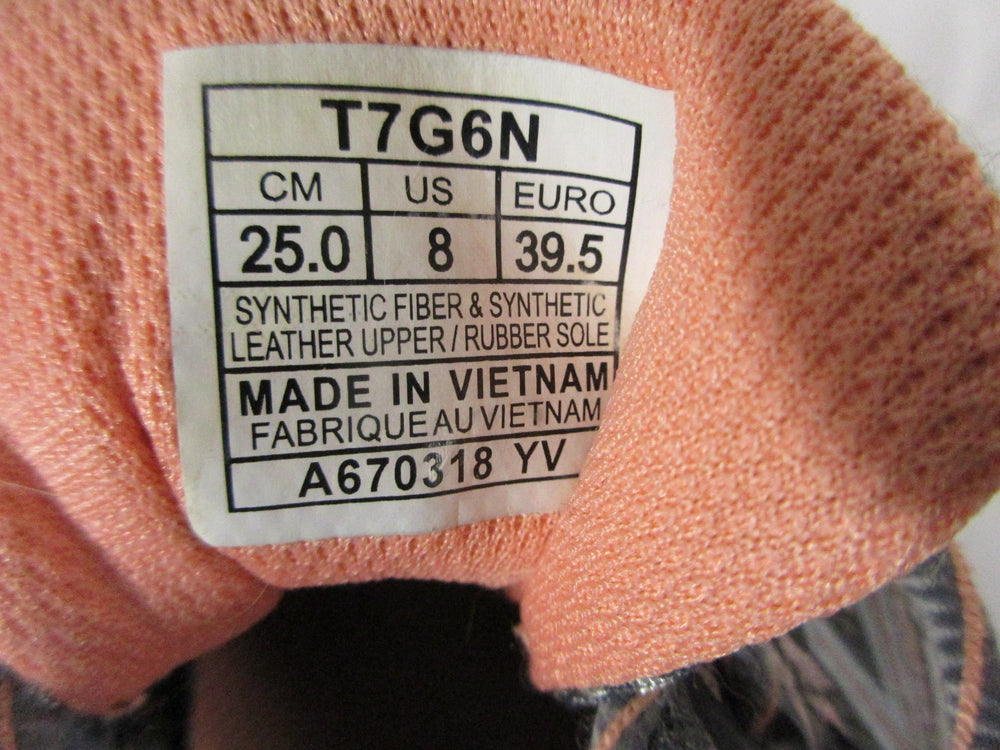 T7G6N
CM US EURO
25.0 8 39.5
SYNTHETIC FIBER & SYNTHETIC
LEATHER UPPER / RUBBER SOLE
MADE IN VIETNAM
FABRIQUE AU VIETNAM
A670318 YV